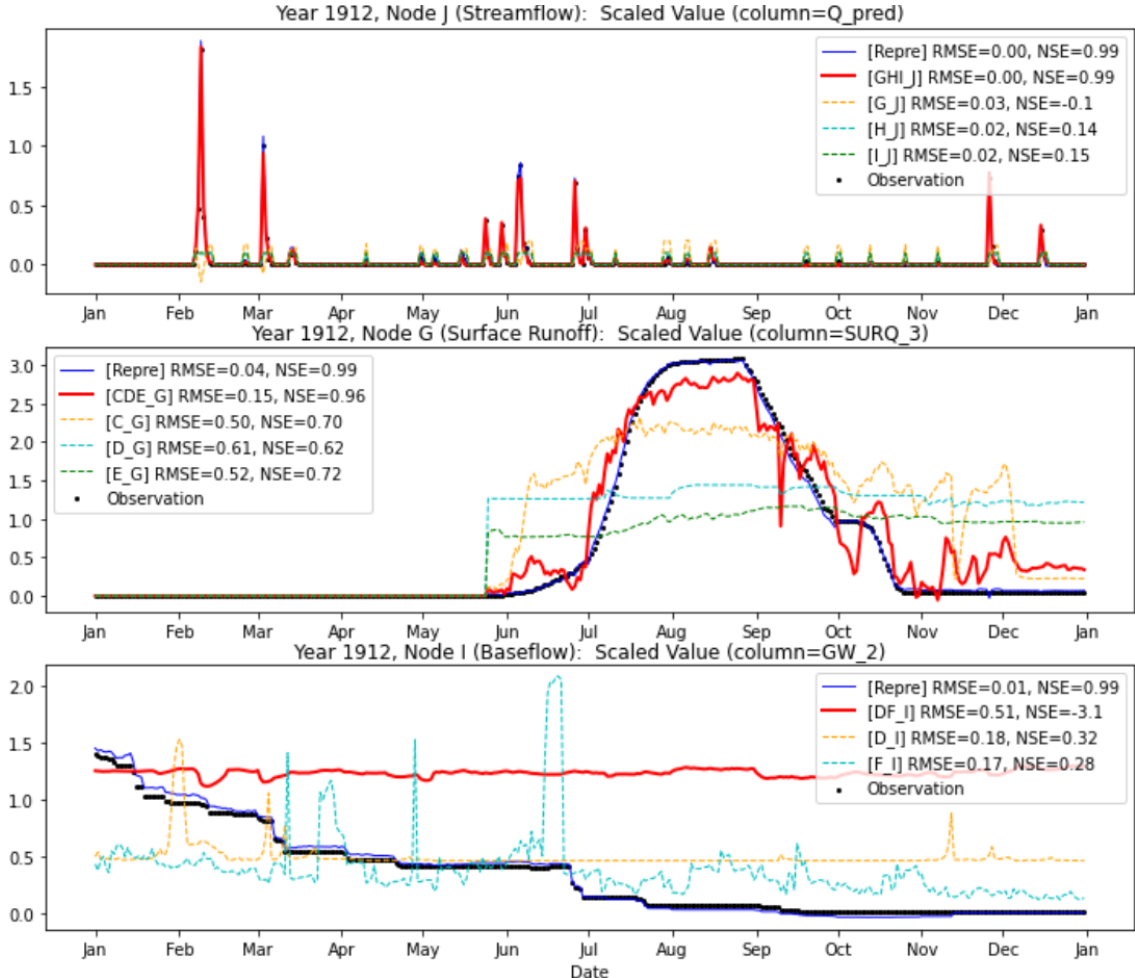 Year 1912, Node J (Streamflow): Scaled Value (column=Q_pred)
[Repre] RMSE=0.00, NSE=0.99
[GHI_J] RMSE=0.00, NSE=0.99
[G_J] RMSE=0.03, NSE=-0.1
[H_J] RMSE=0.02, NSE=0.14
[I_J] RMSE=0.02, NSE=0.15
Observation
1.5
1.0
0.5
0.0
Jan Feb Mar Apr May Jun Jul Aug Sep Oct Nov Dec Jan
Year 1912, Node G (Surface Runoff): Scaled Value (column=SURQ_3)
[Repre] RMSE=0.04, NSE=0.99
[CDE_G] RMSE=0.15, NSE=0.96
[C_G] RMSE=0.50, NSE=0.70
[D_G] RMSE=0.61, NSE=0.62
[E_G] RMSE=0.52, NSE=0.72
Observation
3.0
2.5
2.0
1.5
1.0
0.5
0.0
Jan Feb Mar Apr May Jun Jul Aug Sep Oct Nov Dec Jan
Year 1912, Node I (Baseflow): Scaled Value (column=GW_2)
[Repre] RMSE=0.01, NSE=0.99
[DF_I] RMSE=0.51, NSE=-3.1
[D_I] RMSE=0.18, NSE=0.32
[F_I] RMSE=0.17, NSE=0.28
Observation
2.0
1.5
1.0
0.5
0.0
Jan Feb Mar Apr May Jun Jul Aug Sep Oct Nov Dec Jan
Date